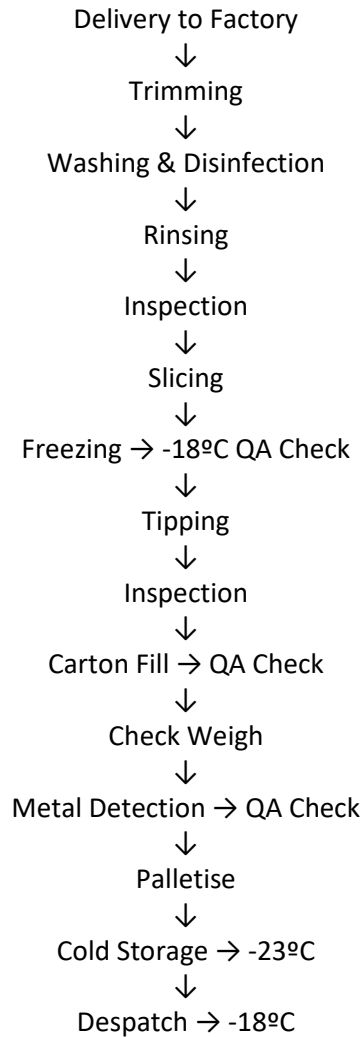 Delivery to Factory
↓
Trimming
↓
Washing & Disinfection
↓
Rinsing
↓
Inspection
↓
Slicing
↓
Freezing → -18ºC QA Check
↓
Tipping
↓
Inspection
↓
Carton Fill → QA Check
↓
Check Weigh
↓
Metal Detection → QA Check
↓
Palletise
↓
Cold Storage → -23ºC
↓
Despatch → -18ºC